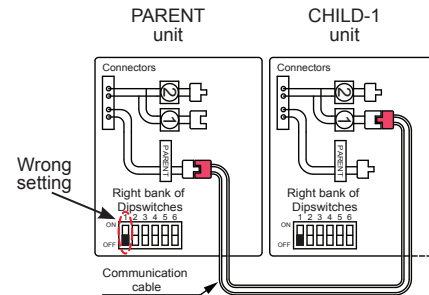 PARENT
unit
CHILD-1
unit
Connectors
2
1
PARENT
Wrong
setting
Right bank of
Dipswitches
1 2 3 4 5 6
ON
OFF
Communication
cable
Connectors
2
1
PARENT
Right bank of
Dipswitches
1 2 3 4 5 6
ON
OFF